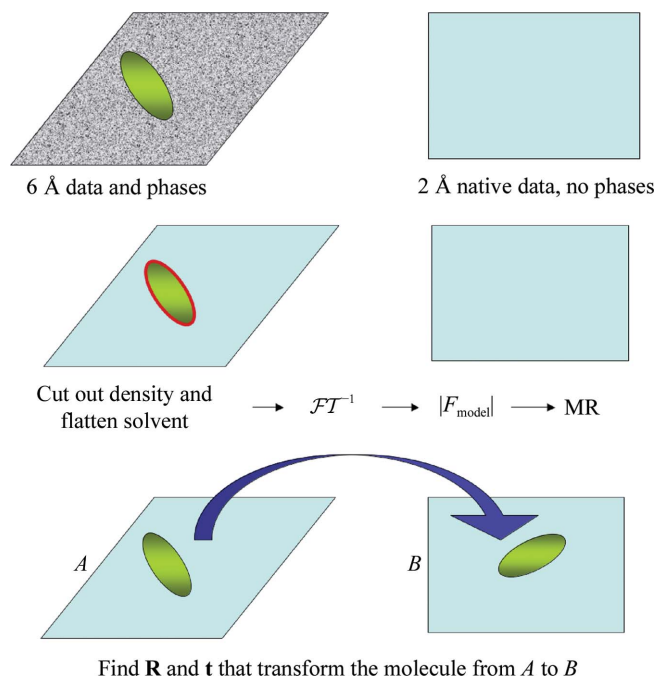 6 Å data and phases
2 Å native data, no phases
Cut out density and
flatten solvent → ℱ𝒯⁻¹ → |F_model| → MR
A
B
Find R and t that transform the molecule from A to B